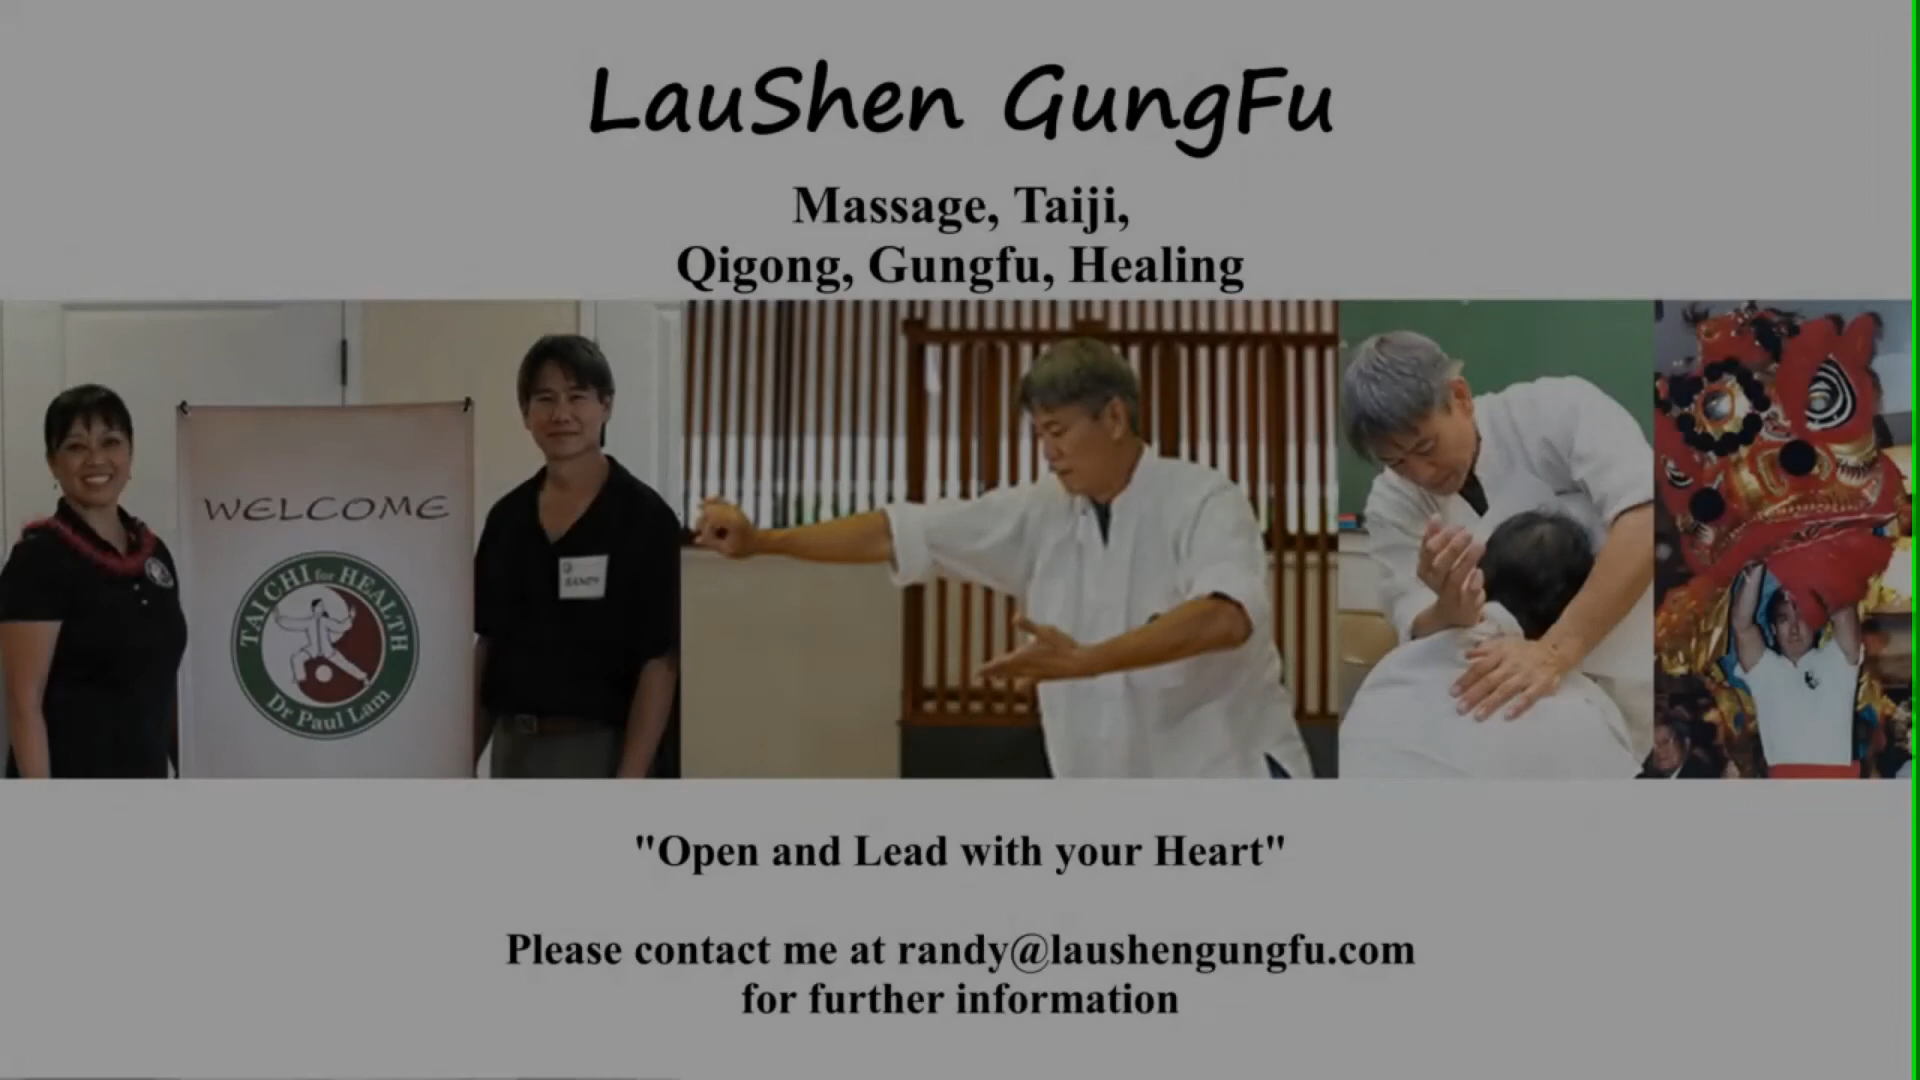 LauShen GungFu
Massage, Taiji,
Qigong, Gungfu, Healing
WELCOME
TAI CHI for HEALTH
Dr Paul Lam
RANDY
"Open and Lead with your Heart"
Please contact me at randy@laushengungfu.com
for further information